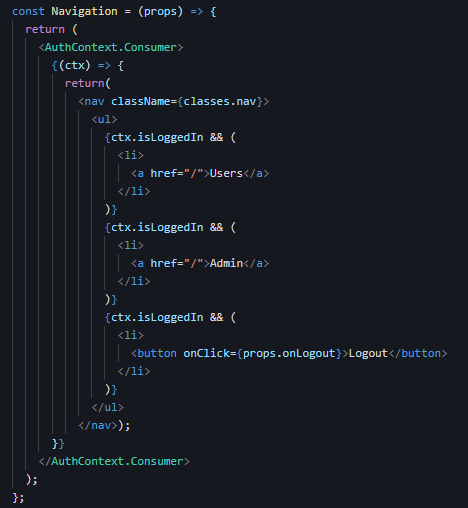 const Navigation = (props) => {
  return (
    <AuthContext.Consumer>
      {(ctx) => {
        return(
          <nav className={classes.nav}>
            <ul>
              {ctx.isLoggedIn && (
                <li>
                  <a href="/">Users</a>
                </li>
              )}
              {ctx.isLoggedIn && (
                <li>
                  <a href="/">Admin</a>
                </li>
              )}
              {ctx.isLoggedIn && (
                <li>
                  <button onClick={props.onLogout}>Logout</button>
                </li>
              )}
            </ul>
          </nav>);
      }}
    </AuthContext.Consumer>
  );
};